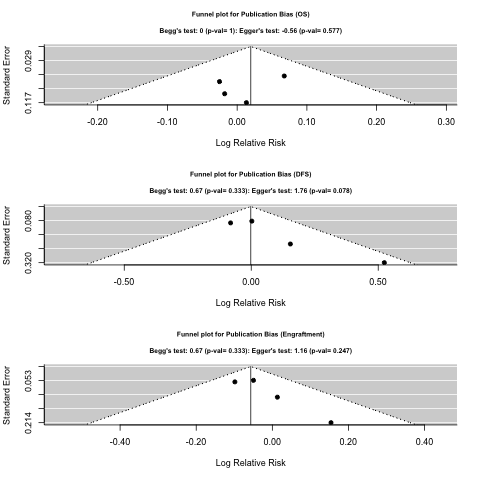 Funnel plot for Publication Bias (OS)
Begg's test: 0 (p-val= 1): Egger's test: -0.56 (p-val= 0.577)
Standard Error
0.029
0.117
-0.20
-0.10
0.00
0.10
0.20
0.30
Log Relative Risk
Funnel plot for Publication Bias (DFS)
Begg's test: 0.67 (p-val= 0.333): Egger's test: 1.76 (p-val= 0.078)
Standard Error
0.080
0.320
-0.50
0.00
0.50
Log Relative Risk
Funnel plot for Publication Bias (Engraftment)
Begg's test: 0.67 (p-val= 0.333): Egger's test: 1.16 (p-val= 0.247)
Standard Error
0.053
0.214
-0.40
-0.20
0.00
0.20
0.40
Log Relative Risk